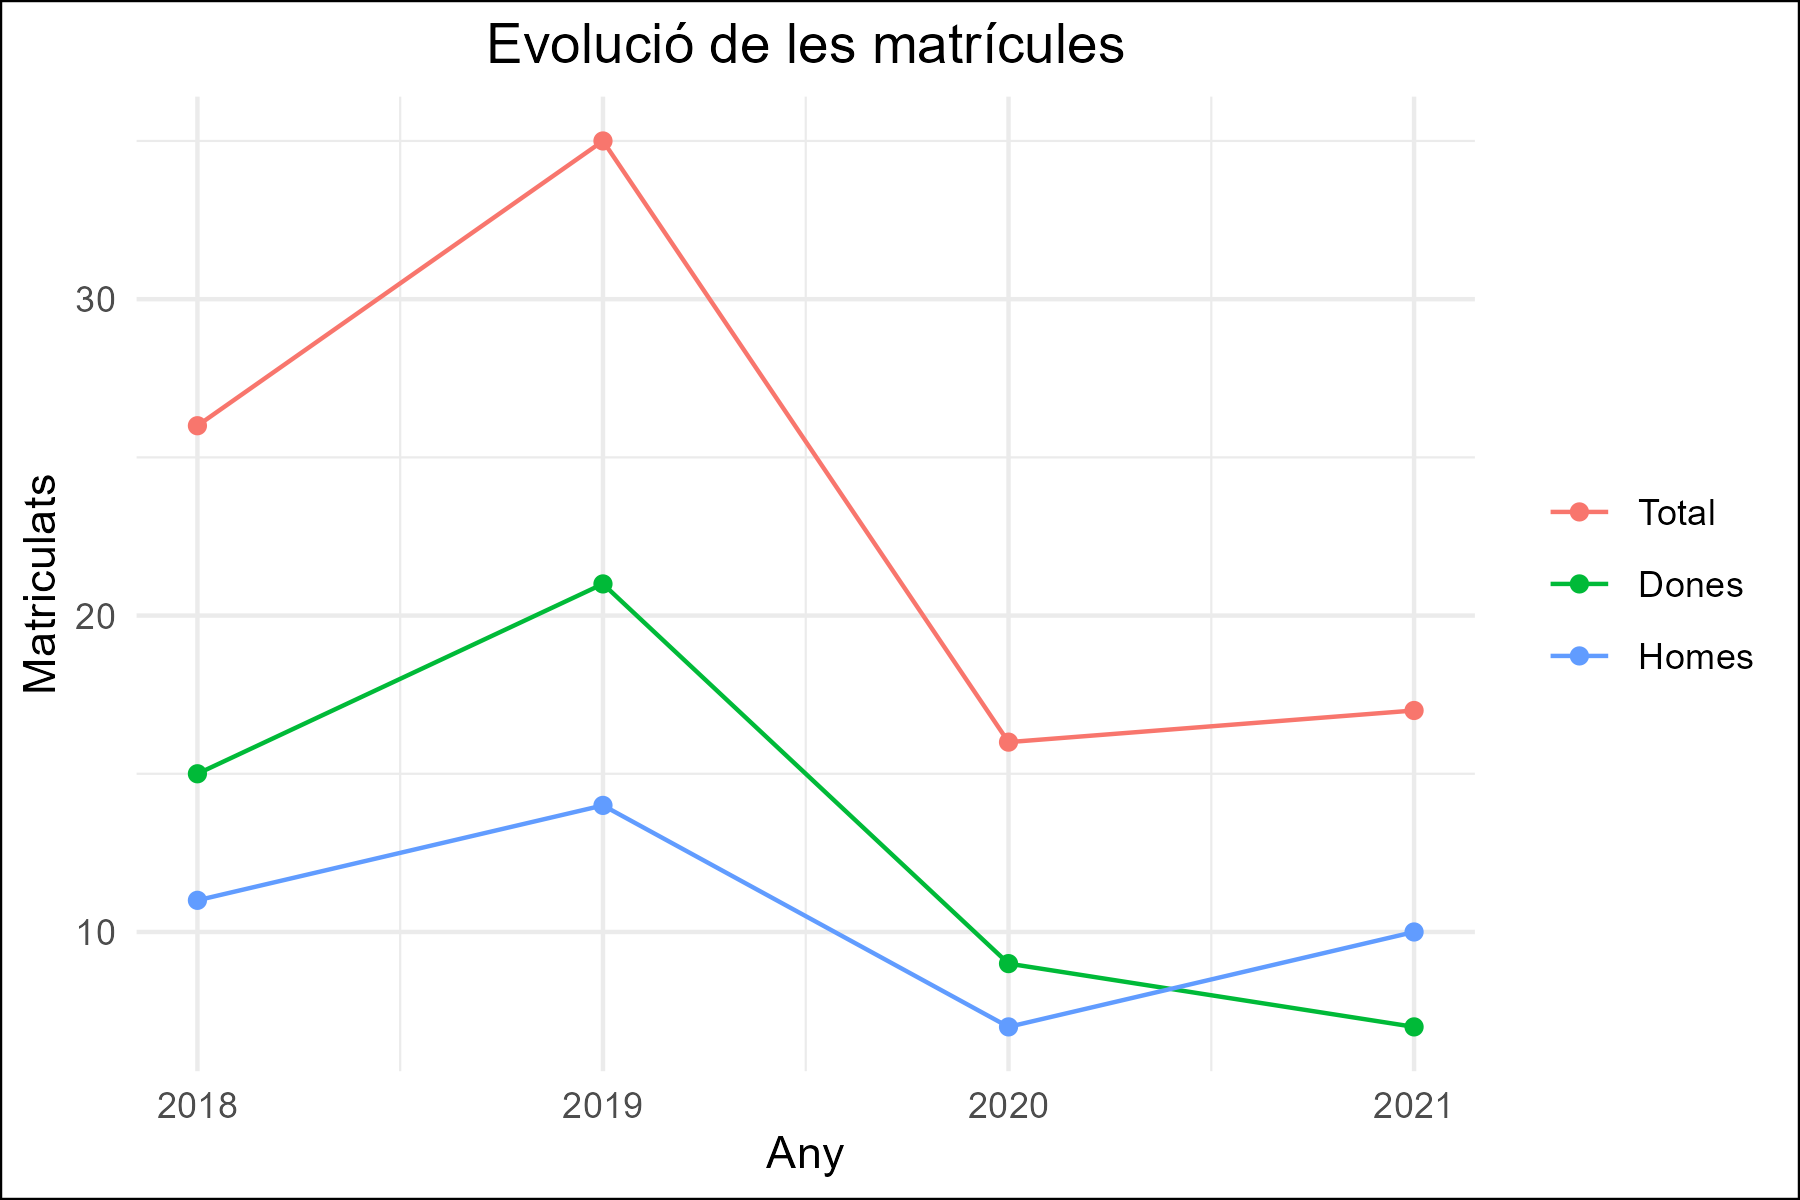 Evolució de les matrícules
Matriculats
30
20
10
2018
2019
2020
2021
Any
Total
Dones
Homes